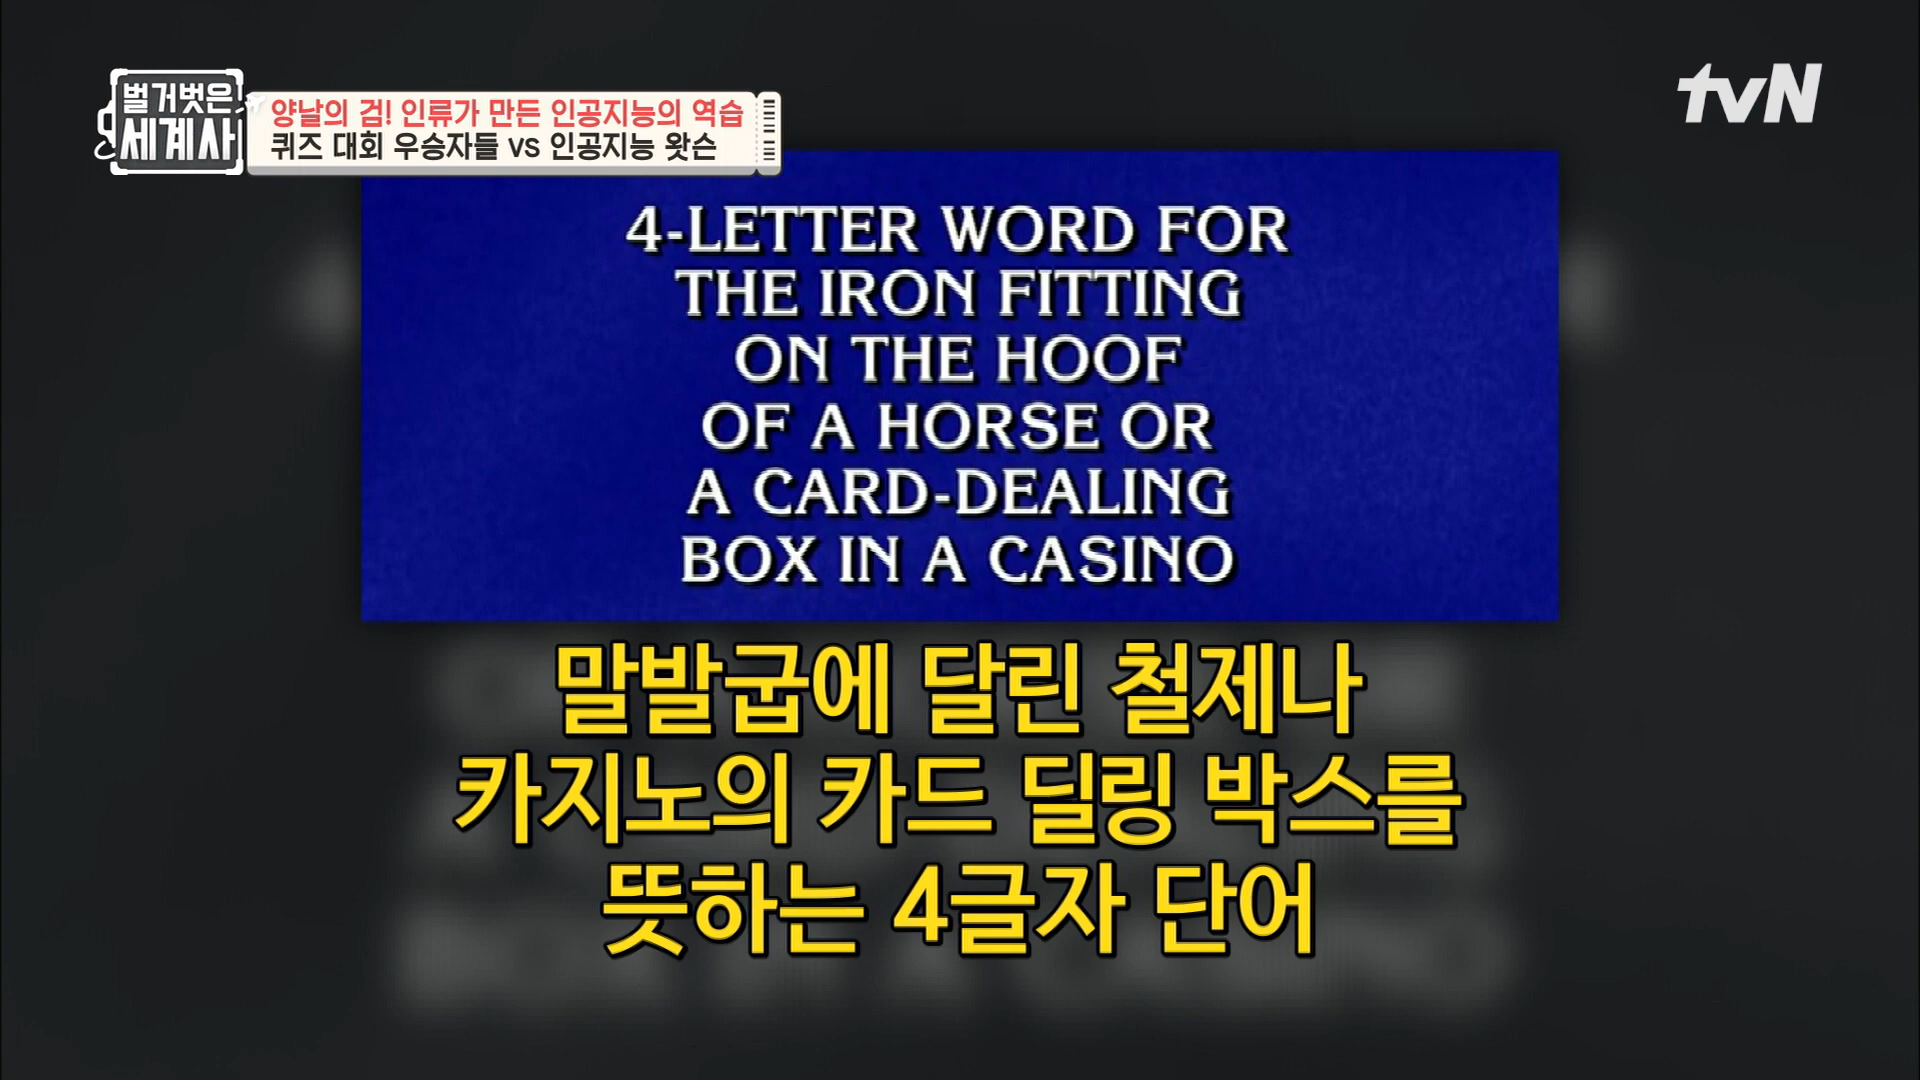 벌거벗은
세계사
양날의 검! 인류가 만든 인공지능의 역습
퀴즈 대회 우승자들 vs 인공지능 왓슨
tvN
4-LETTER WORD FOR
THE IRON FITTING
ON THE HOOF
OF A HORSE OR
A CARD-DEALING
BOX IN A CASINO
말발굽에 달린 철제나
카지노의 카드 딜링 박스를
뜻하는 4글자 단어